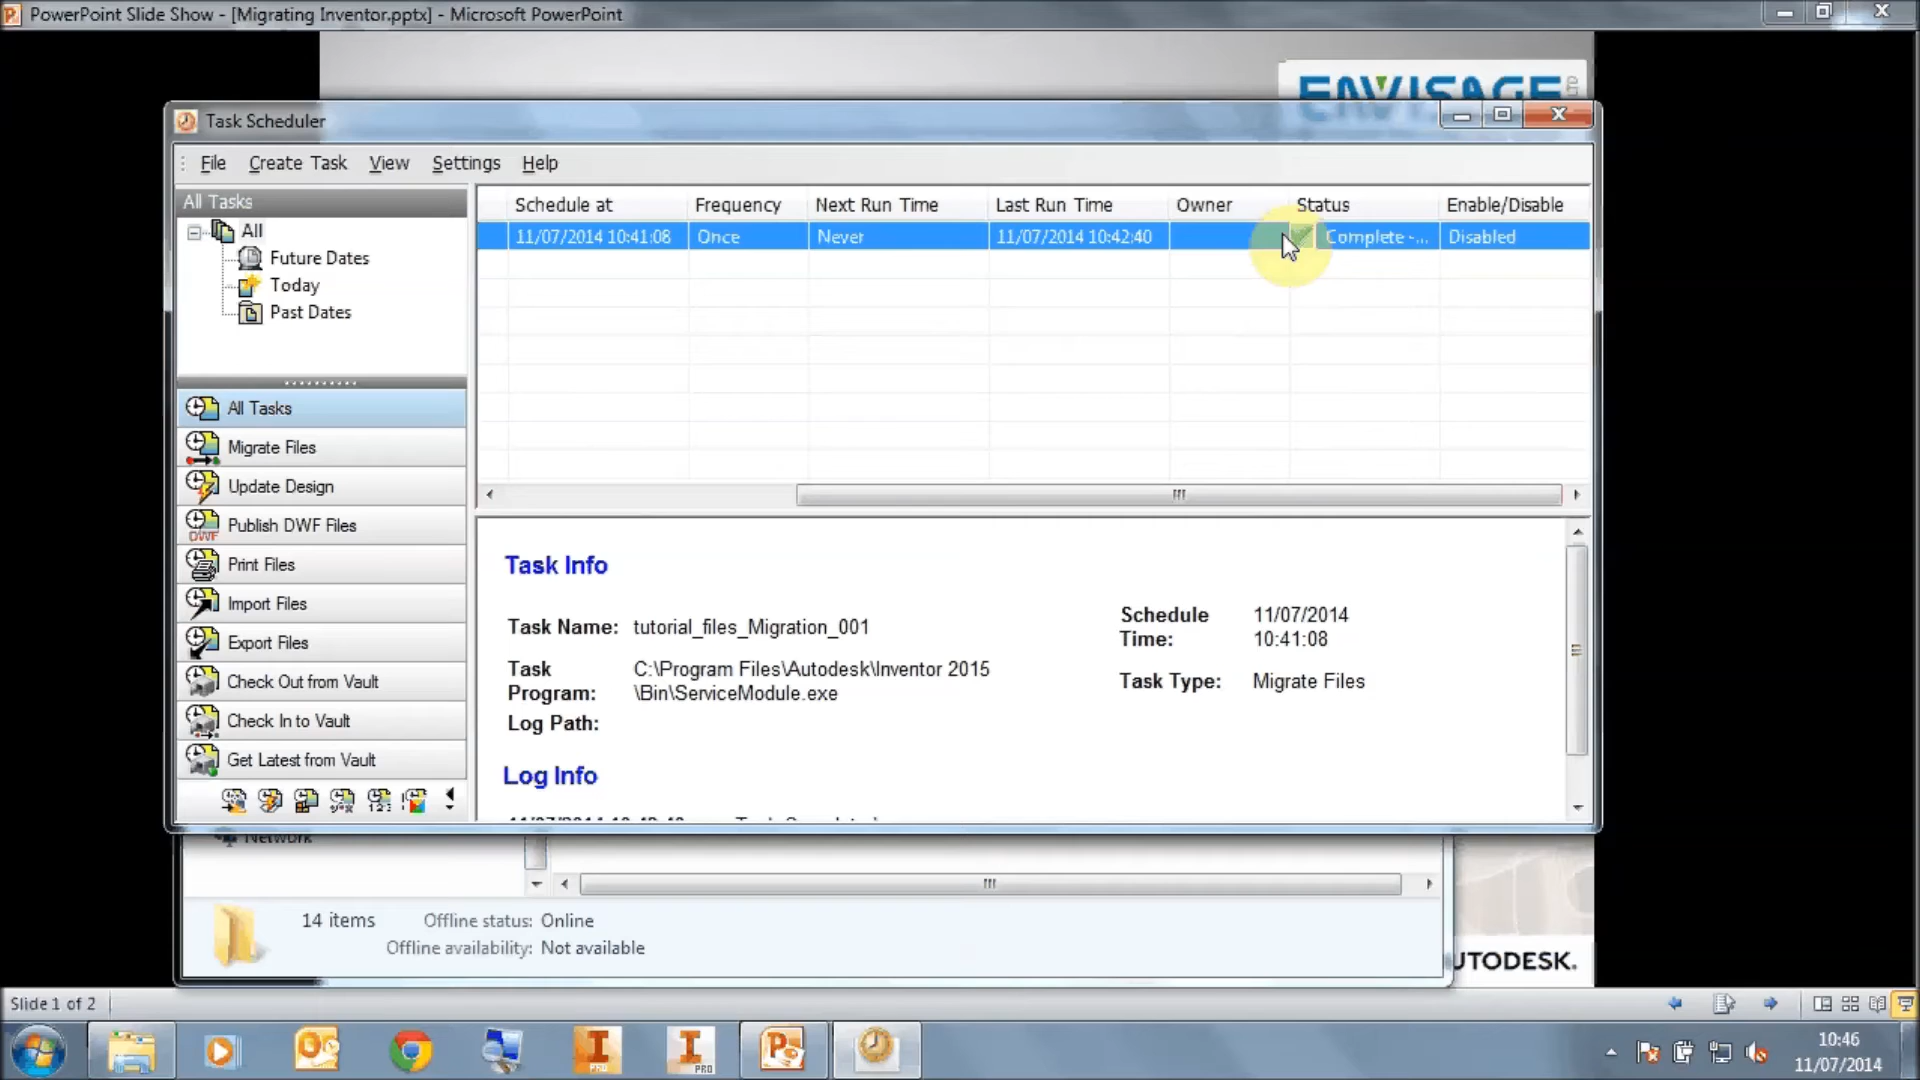 PowerPoint Slide Show - [Migrating Inventor.pptx] - Microsoft PowerPoint
ENVISAGE
Task Scheduler
File Create Task View Settings Help
All Tasks
All
Future Dates
Today
Past Dates
Schedule at Frequency Next Run Time Last Run Time Owner Status Enable/Disable
11/07/2014 10:41:08 Once Never 11/07/2014 10:42:40 Complete -... Disabled
All Tasks
Migrate Files
Update Design
Publish DWF Files
Print Files
Import Files
Export Files
Check Out from Vault
Check In to Vault
Get Latest from Vault
Task Info
Task Name: tutorial_files_Migration_001
Schedule Time: 11/07/2014 10:41:08
Task Program: C:\Program Files\Autodesk\Inventor 2015
\Bin\ServiceModule.exe
Task Type: Migrate Files
Log Path:
Log Info
Network
14 items Offline status: Online
Offline availability: Not available
UTODESK.
Slide 1 of 2
10:46
11/07/2014